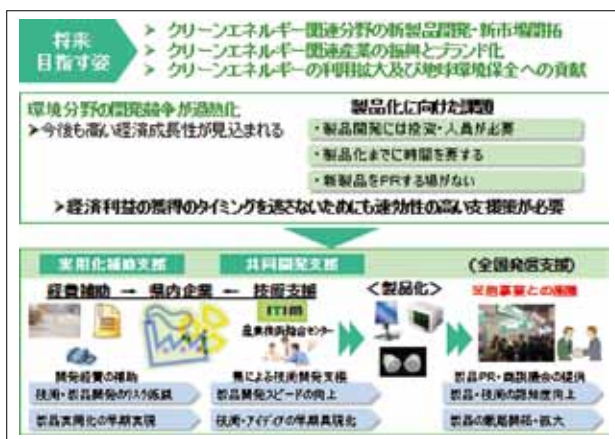 将来
目指す姿
➢ クリーンエネルギー関連分野の新製品開発・新市場開拓
➢ クリーンエネルギー関連産業の振興とブランド化
➢ クリーンエネルギーの利用拡大及び地球環境保全への貢献
環境分野の開発競争が過熱化
➢今後も高い経済成長性が見込まれる
製品化に向けた課題
・製品開発には投資・人員が必要
・製品化までに時間を要する
・新製品をPRする場がない
➢経済利益の獲得のタイミングを逃さないためにも速効性の高い支援策が必要
実用化補助支援
共同開発支援
(全国発信支援)
経費補助 → 県内企業 ← 技術支援
<製品化>
ITIM
産業技術総合センター
開発経費の補助
技術・製品開発のリスク低減
製品実用化の早期実現
県による技術開発支援
製品開発スピードの向上
技術・アイデアの早期具現化
製品PR・商談機会の提供
製品・技術の認知度向上
製品の販路開拓・拡大